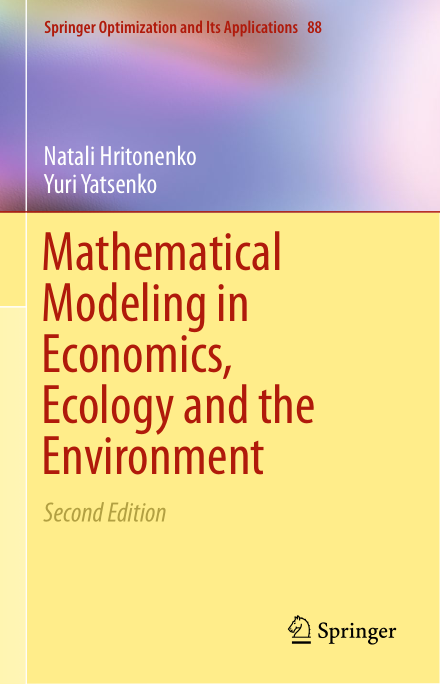 Springer Optimization and Its Applications 88
Natali Hritonenko
Yuri Yatsenko
Mathematical
Modeling in
Economics,
Ecology and the
Environment
Second Edition
Springer